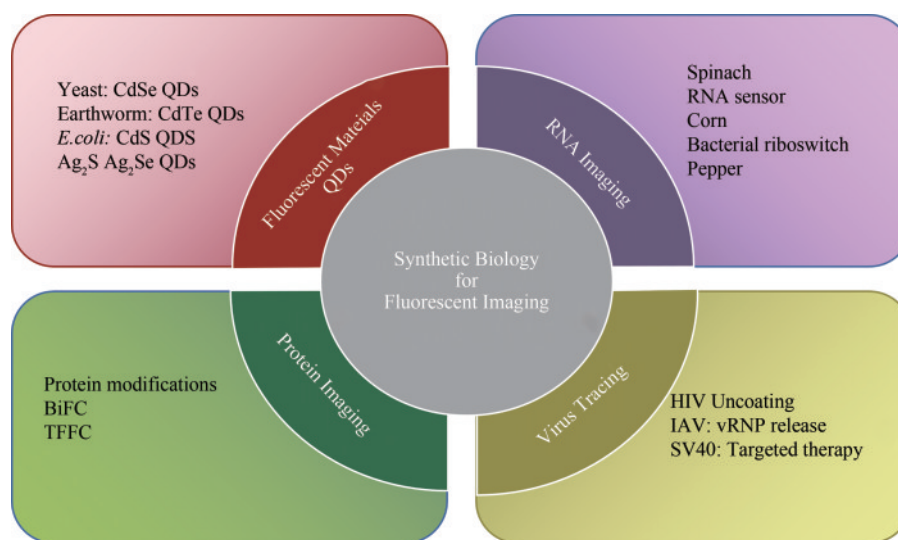 Yeast: CdSe QDs
Earthworm: CdTe QDs
E.coli: CdS QDS
Ag₂S Ag₂Se QDs
Fluorescent Mateials
QDs
Spinach
RNA sensor
Corn
Bacterial riboswitch
Pepper
RNA Imaging
Synthetic Biology
for
Fluorescent Imaging
Protein modifications
BiFC
TFFC
Protein Imaging
HIV Uncoating
IAV: vRNP release
SV40: Targeted therapy
Virus Tracing